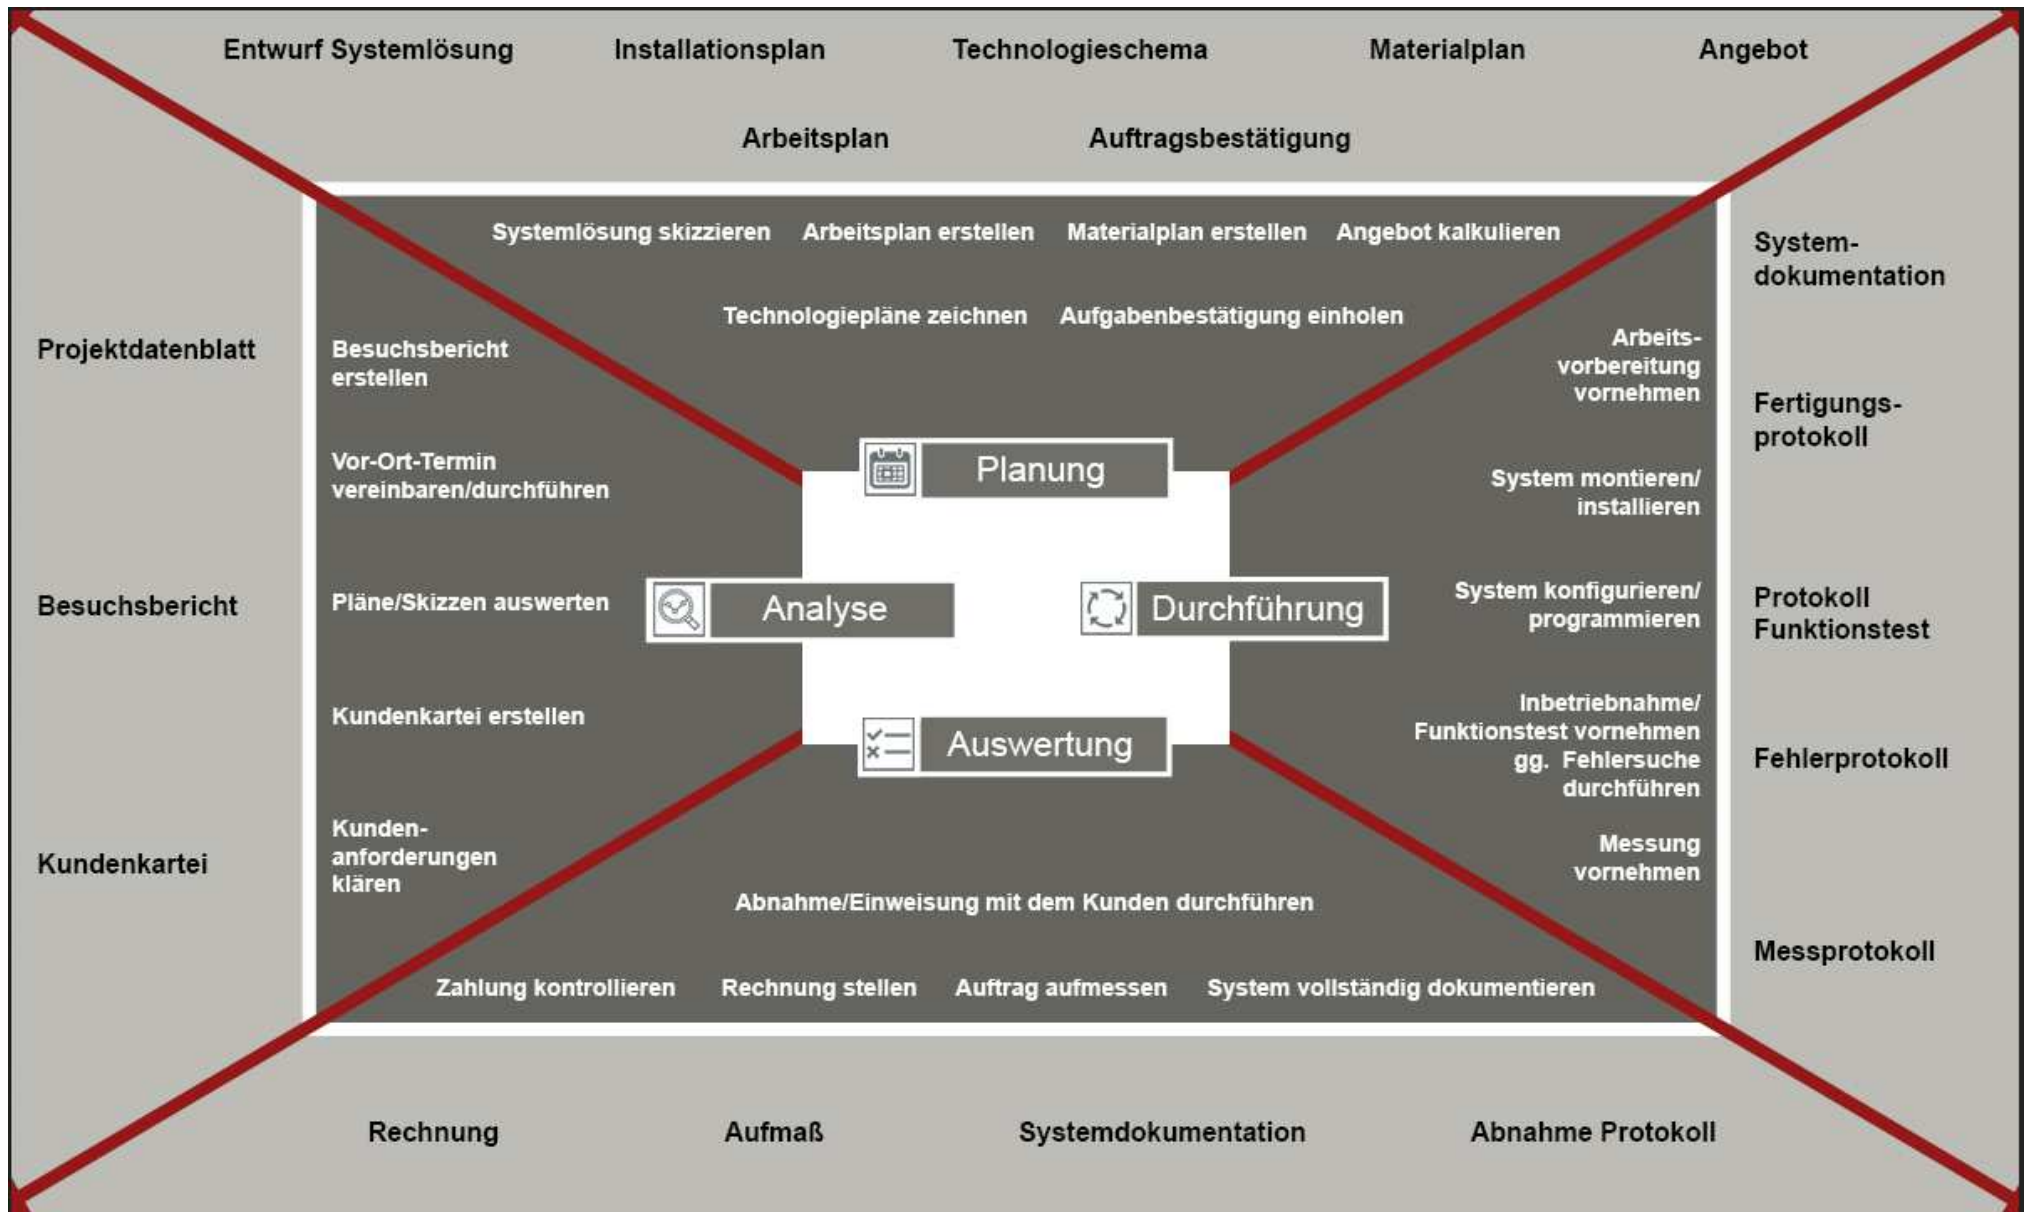 Entwurf Systemlösung
Installationsplan
Technologieschema
Materialplan
Angebot
Arbeitsplan
Auftragsbestätigung
Systemlösung skizzieren
Arbeitsplan erstellen
Materialplan erstellen
Angebot kalkulieren
Technologiepläne zeichnen
Aufgabenbestätigung einholen
Projektdatenblatt
Besuchsbericht
Kundenkartei
Besuchsbericht
erstellen
Vor-Ort-Termin
vereinbaren/durchführen
Pläne/Skizzen auswerten
Kundenkartei erstellen
Kunden-
anforderungen
klären
Planung
Analyse
Durchführung
Auswertung
Arbeits-
vorbereitung
vornehmen
System montieren/
installieren
System konfigurieren/
programmieren
Inbetriebnahme/
Funktionstest vornehmen
gg. Fehlersuche
durchführen
Messung
vornehmen
System-
dokumentation
Fertigungs-
protokoll
Protokoll
Funktionstest
Fehlerprotokoll
Messprotokoll
Abnahme/Einweisung mit dem Kunden durchführen
Zahlung kontrollieren
Rechnung stellen
Auftrag aufmessen
System vollständig dokumentieren
Rechnung
Aufmaß
Systemdokumentation
Abnahme Protokoll